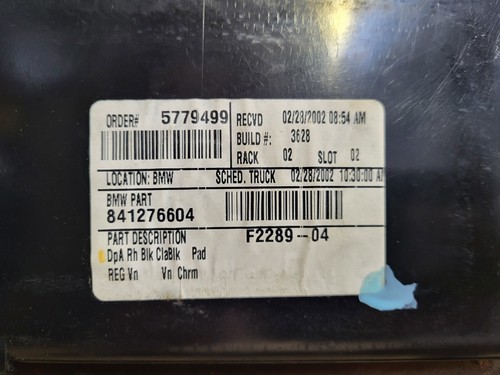 ORDER# 5779499 RECVD 02/28/2002 08:54 AM
BUILD #: 3628
RACK 02 SLOT 02
LOCATION: BMW SCHED. TRUCK 02/28/2002 10:30:00 AM
BMW PART
841276604
PART DESCRIPTION F2289--04
DpA Rh Blk ClaBlk Pad
REG Vn Vn Chrm